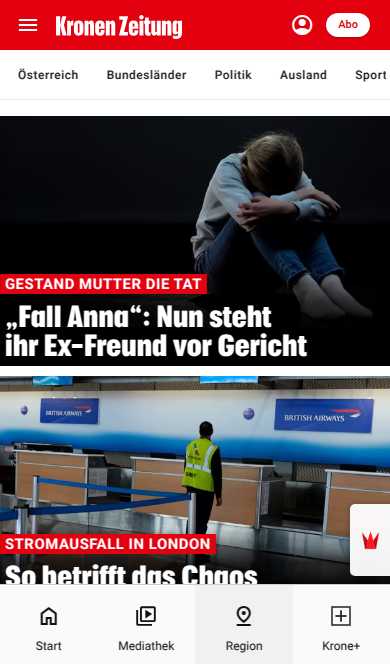 Kronen Zeitung
Abo
Österreich Bundesländer Politik Ausland Sport
GESTAND MUTTER DIE TAT
„Fall Anna“: Nun steht
ihr Ex-Freund vor Gericht
BRITISH AIRWAYS
BRITISH AIRWAYS
STROMAUSFALL IN LONDON
So betrifft das Chaos
Start Mediathek Region Krone+